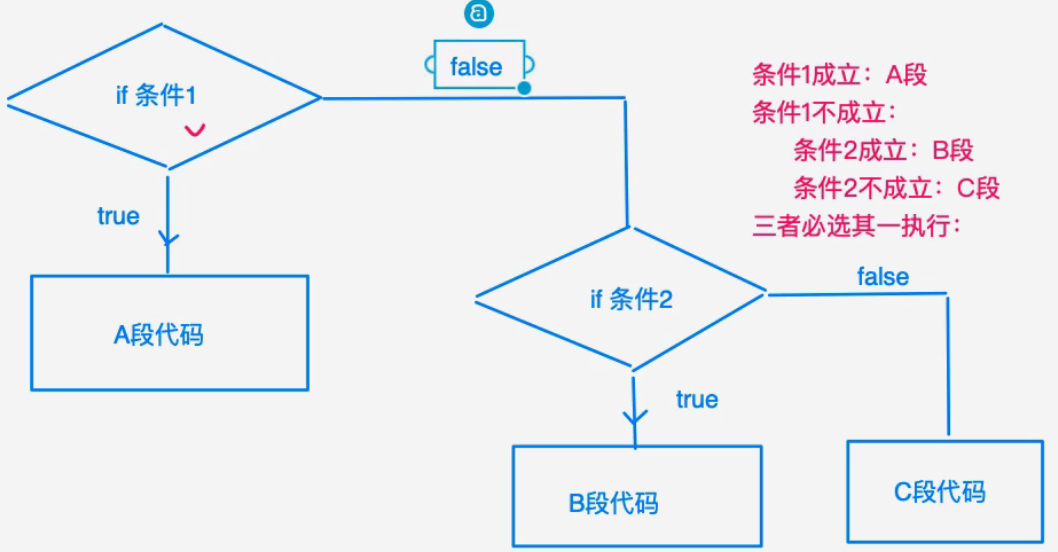 a
false
if 条件1
条件1成立：A段
条件1不成立：
条件2成立：B段
条件2不成立：C段
三者必选其一执行：
true
false
if 条件2
A段代码
true
B段代码
C段代码